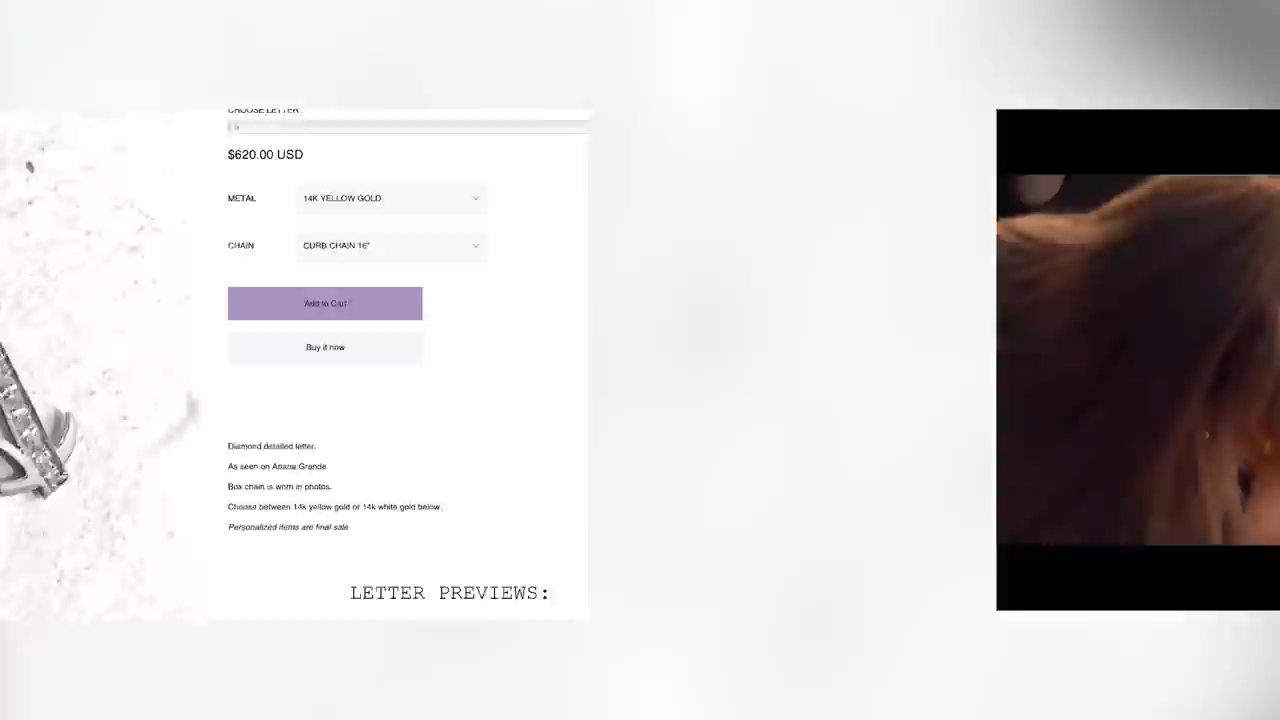 CHOOSE LETTER
$620.00 USD
METAL
14K YELLOW GOLD
CHAIN
CURB CHAIN 16"
Add to Cart
Buy it now
Diamond detailed letter.
As seen on Ariana Grande
Box chain is worn in photos.
Choose between 14k yellow gold or 14k white gold below.
Personalized items are final sale
LETTER PREVIEWS: